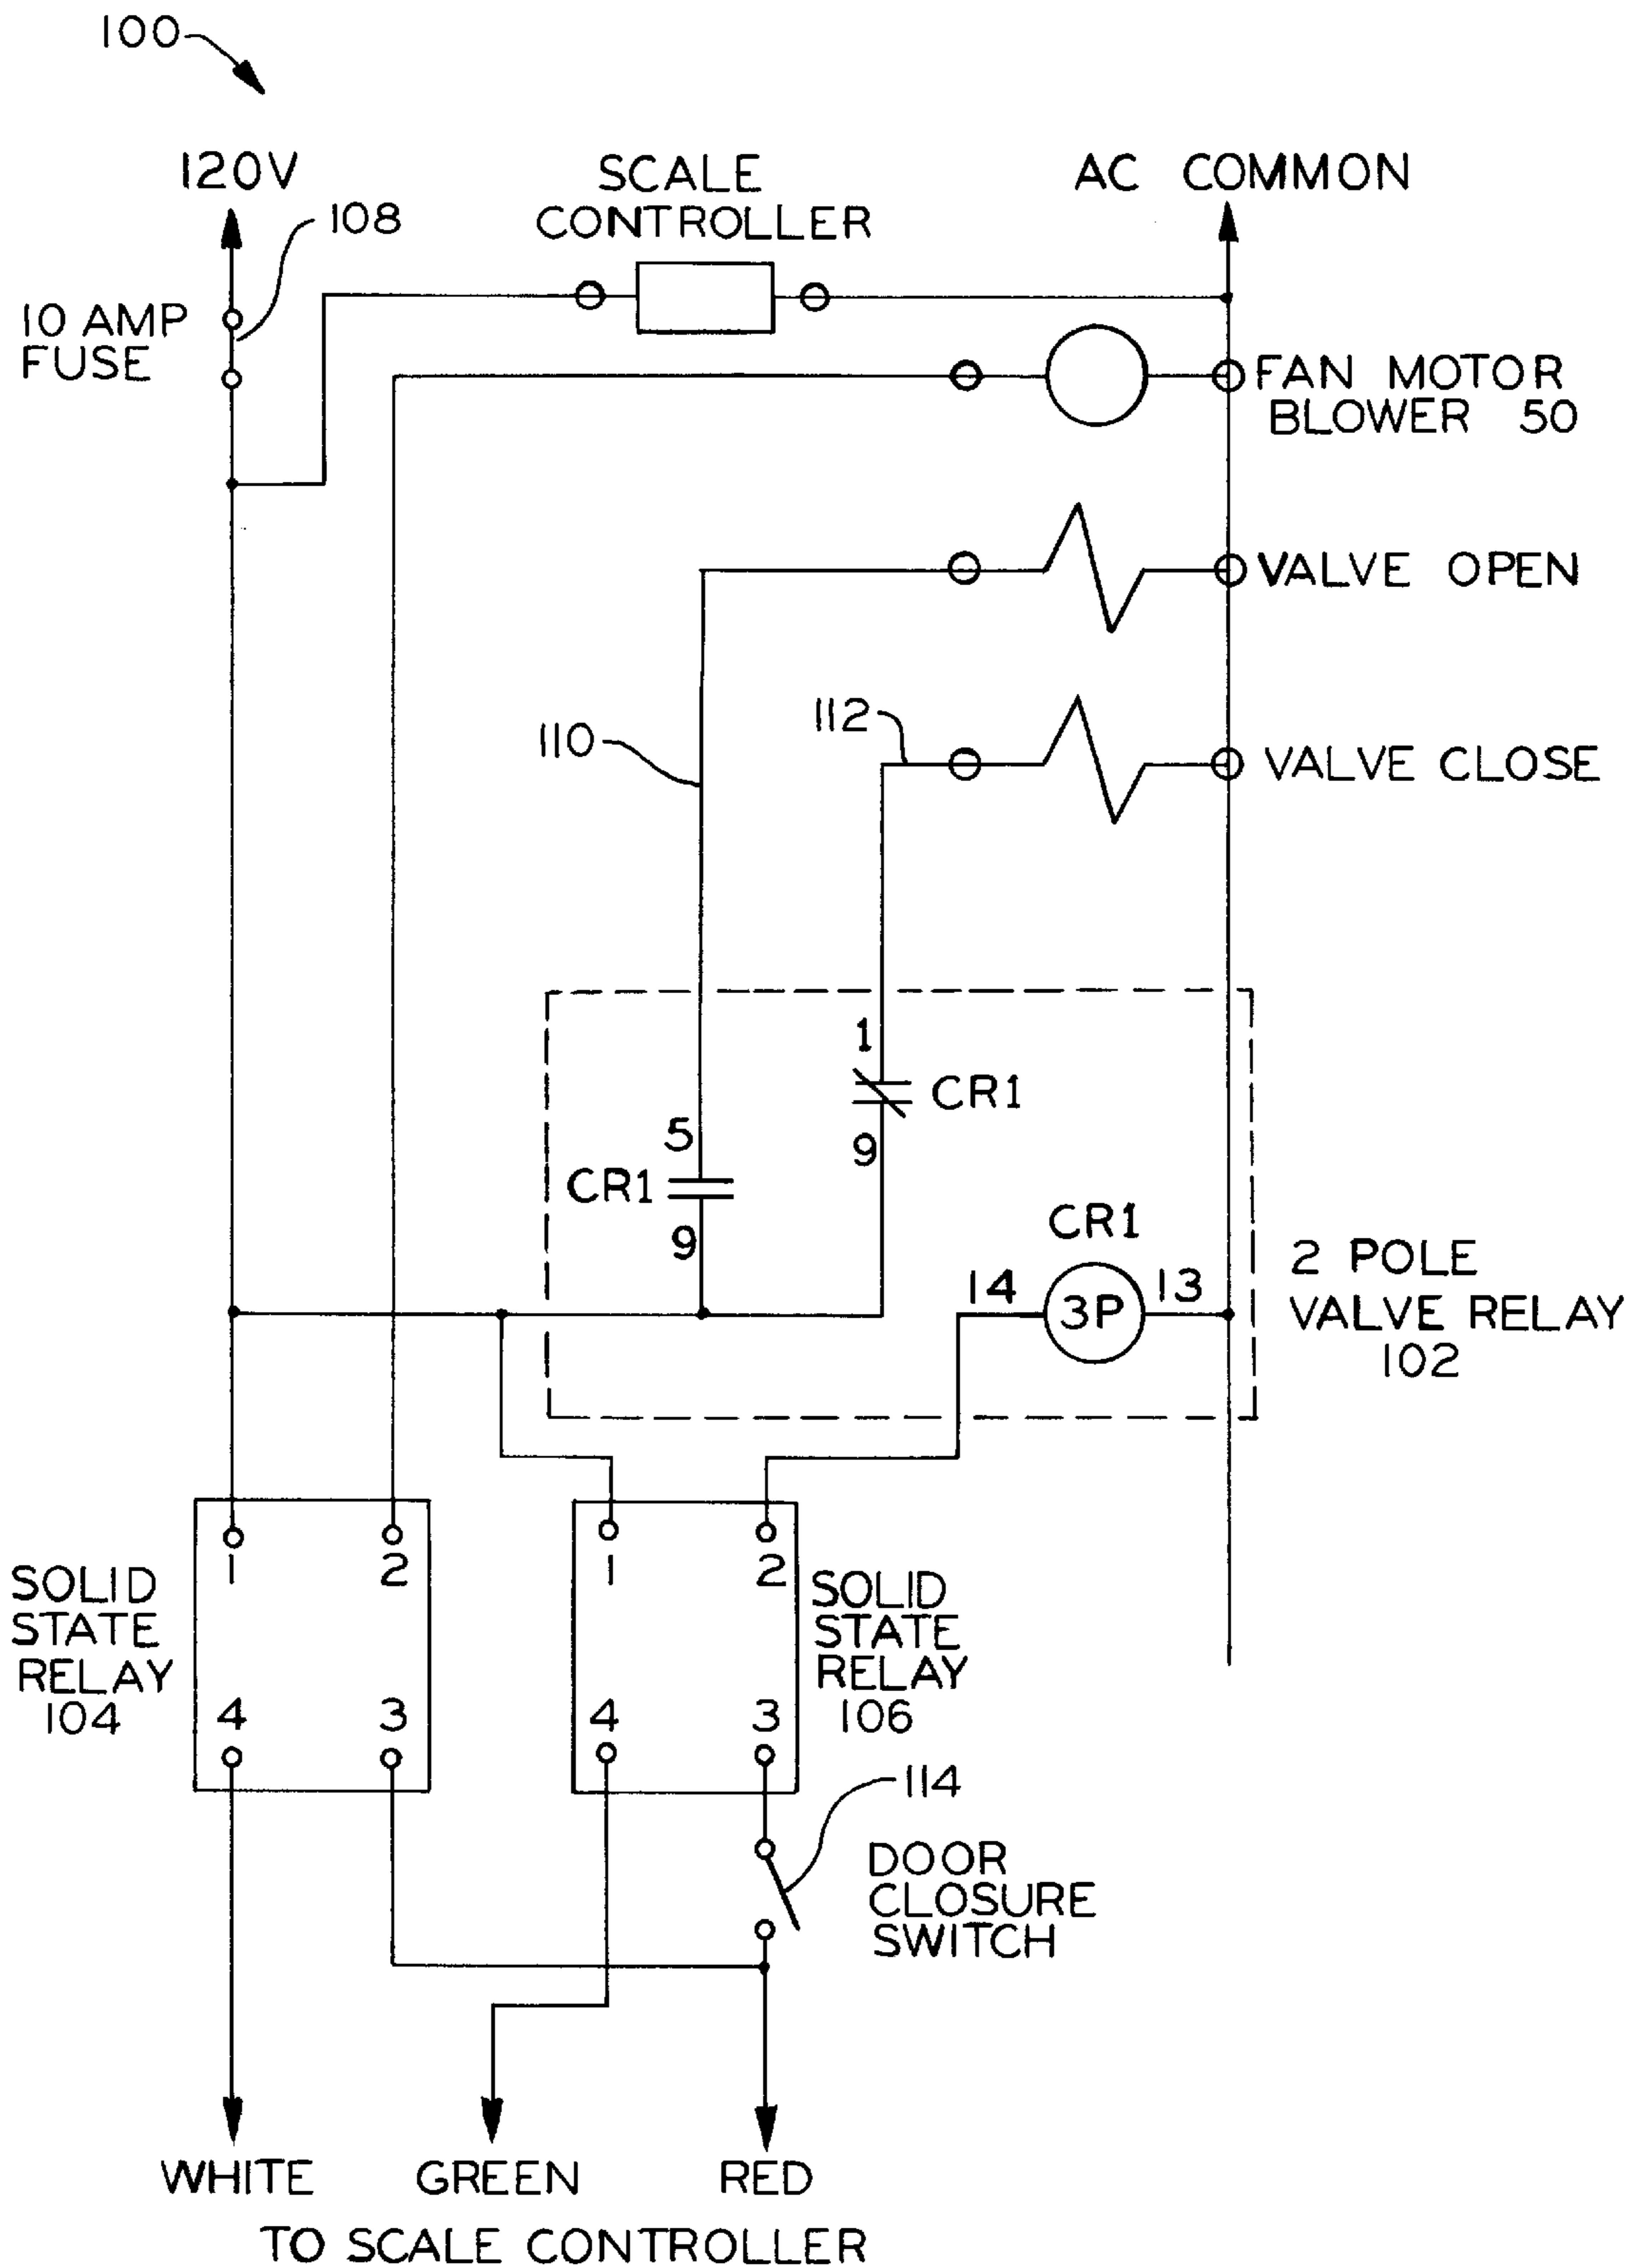 100
120V
SCALE
CONTROLLER
AC COMMON
108
10 AMP
FUSE
FAN MOTOR
BLOWER 50
VALVE OPEN
110
112
VALVE CLOSE
1
CR1
5
9
CR1
9
CR1
14
3P
13
2 POLE
VALVE RELAY
102
1
2
SOLID
STATE
RELAY
104
4
3
1
2
SOLID
STATE
RELAY
106
4
3
114
DOOR
CLOSURE
SWITCH
WHITE
GREEN
RED
TO SCALE CONTROLLER